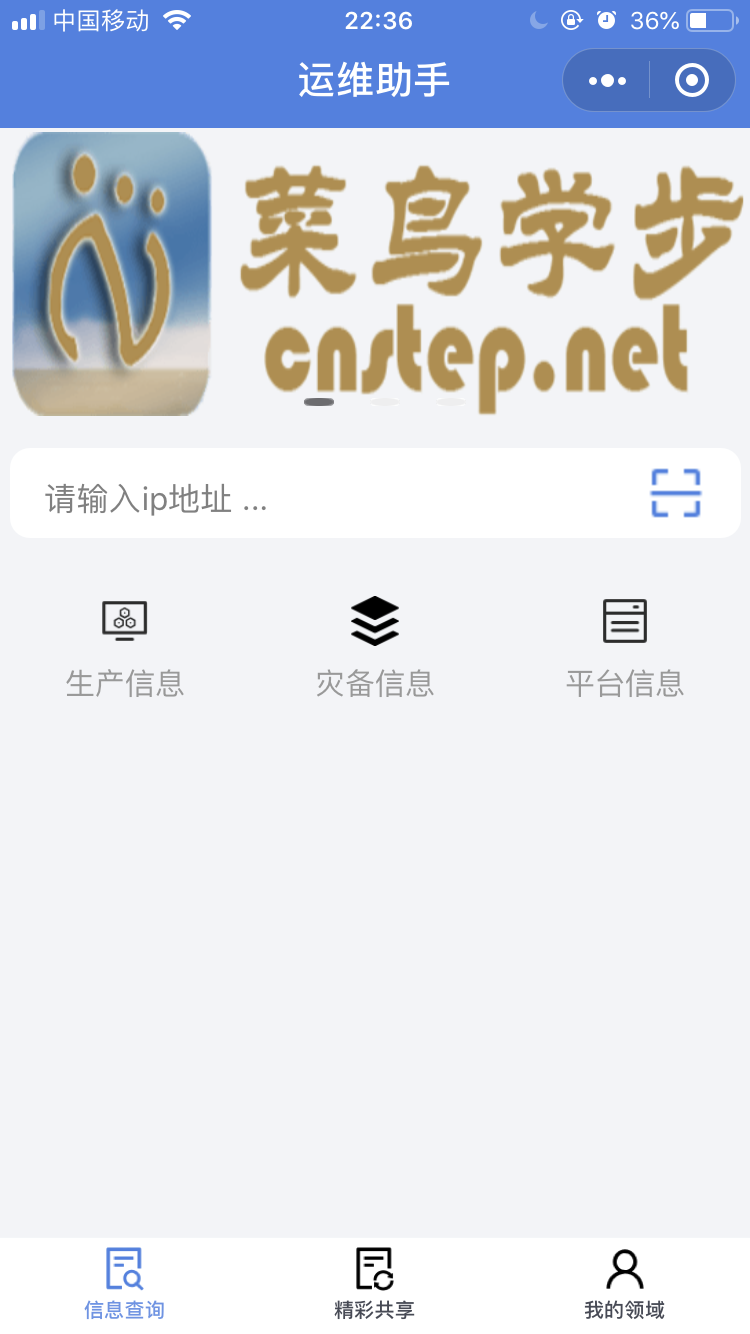 中国移动 22:36 36%
运维助手
菜鸟学步
cnstep.net
请输入ip地址 ...
生产信息 灾备信息 平台信息
信息查询 精彩共享 我的领域